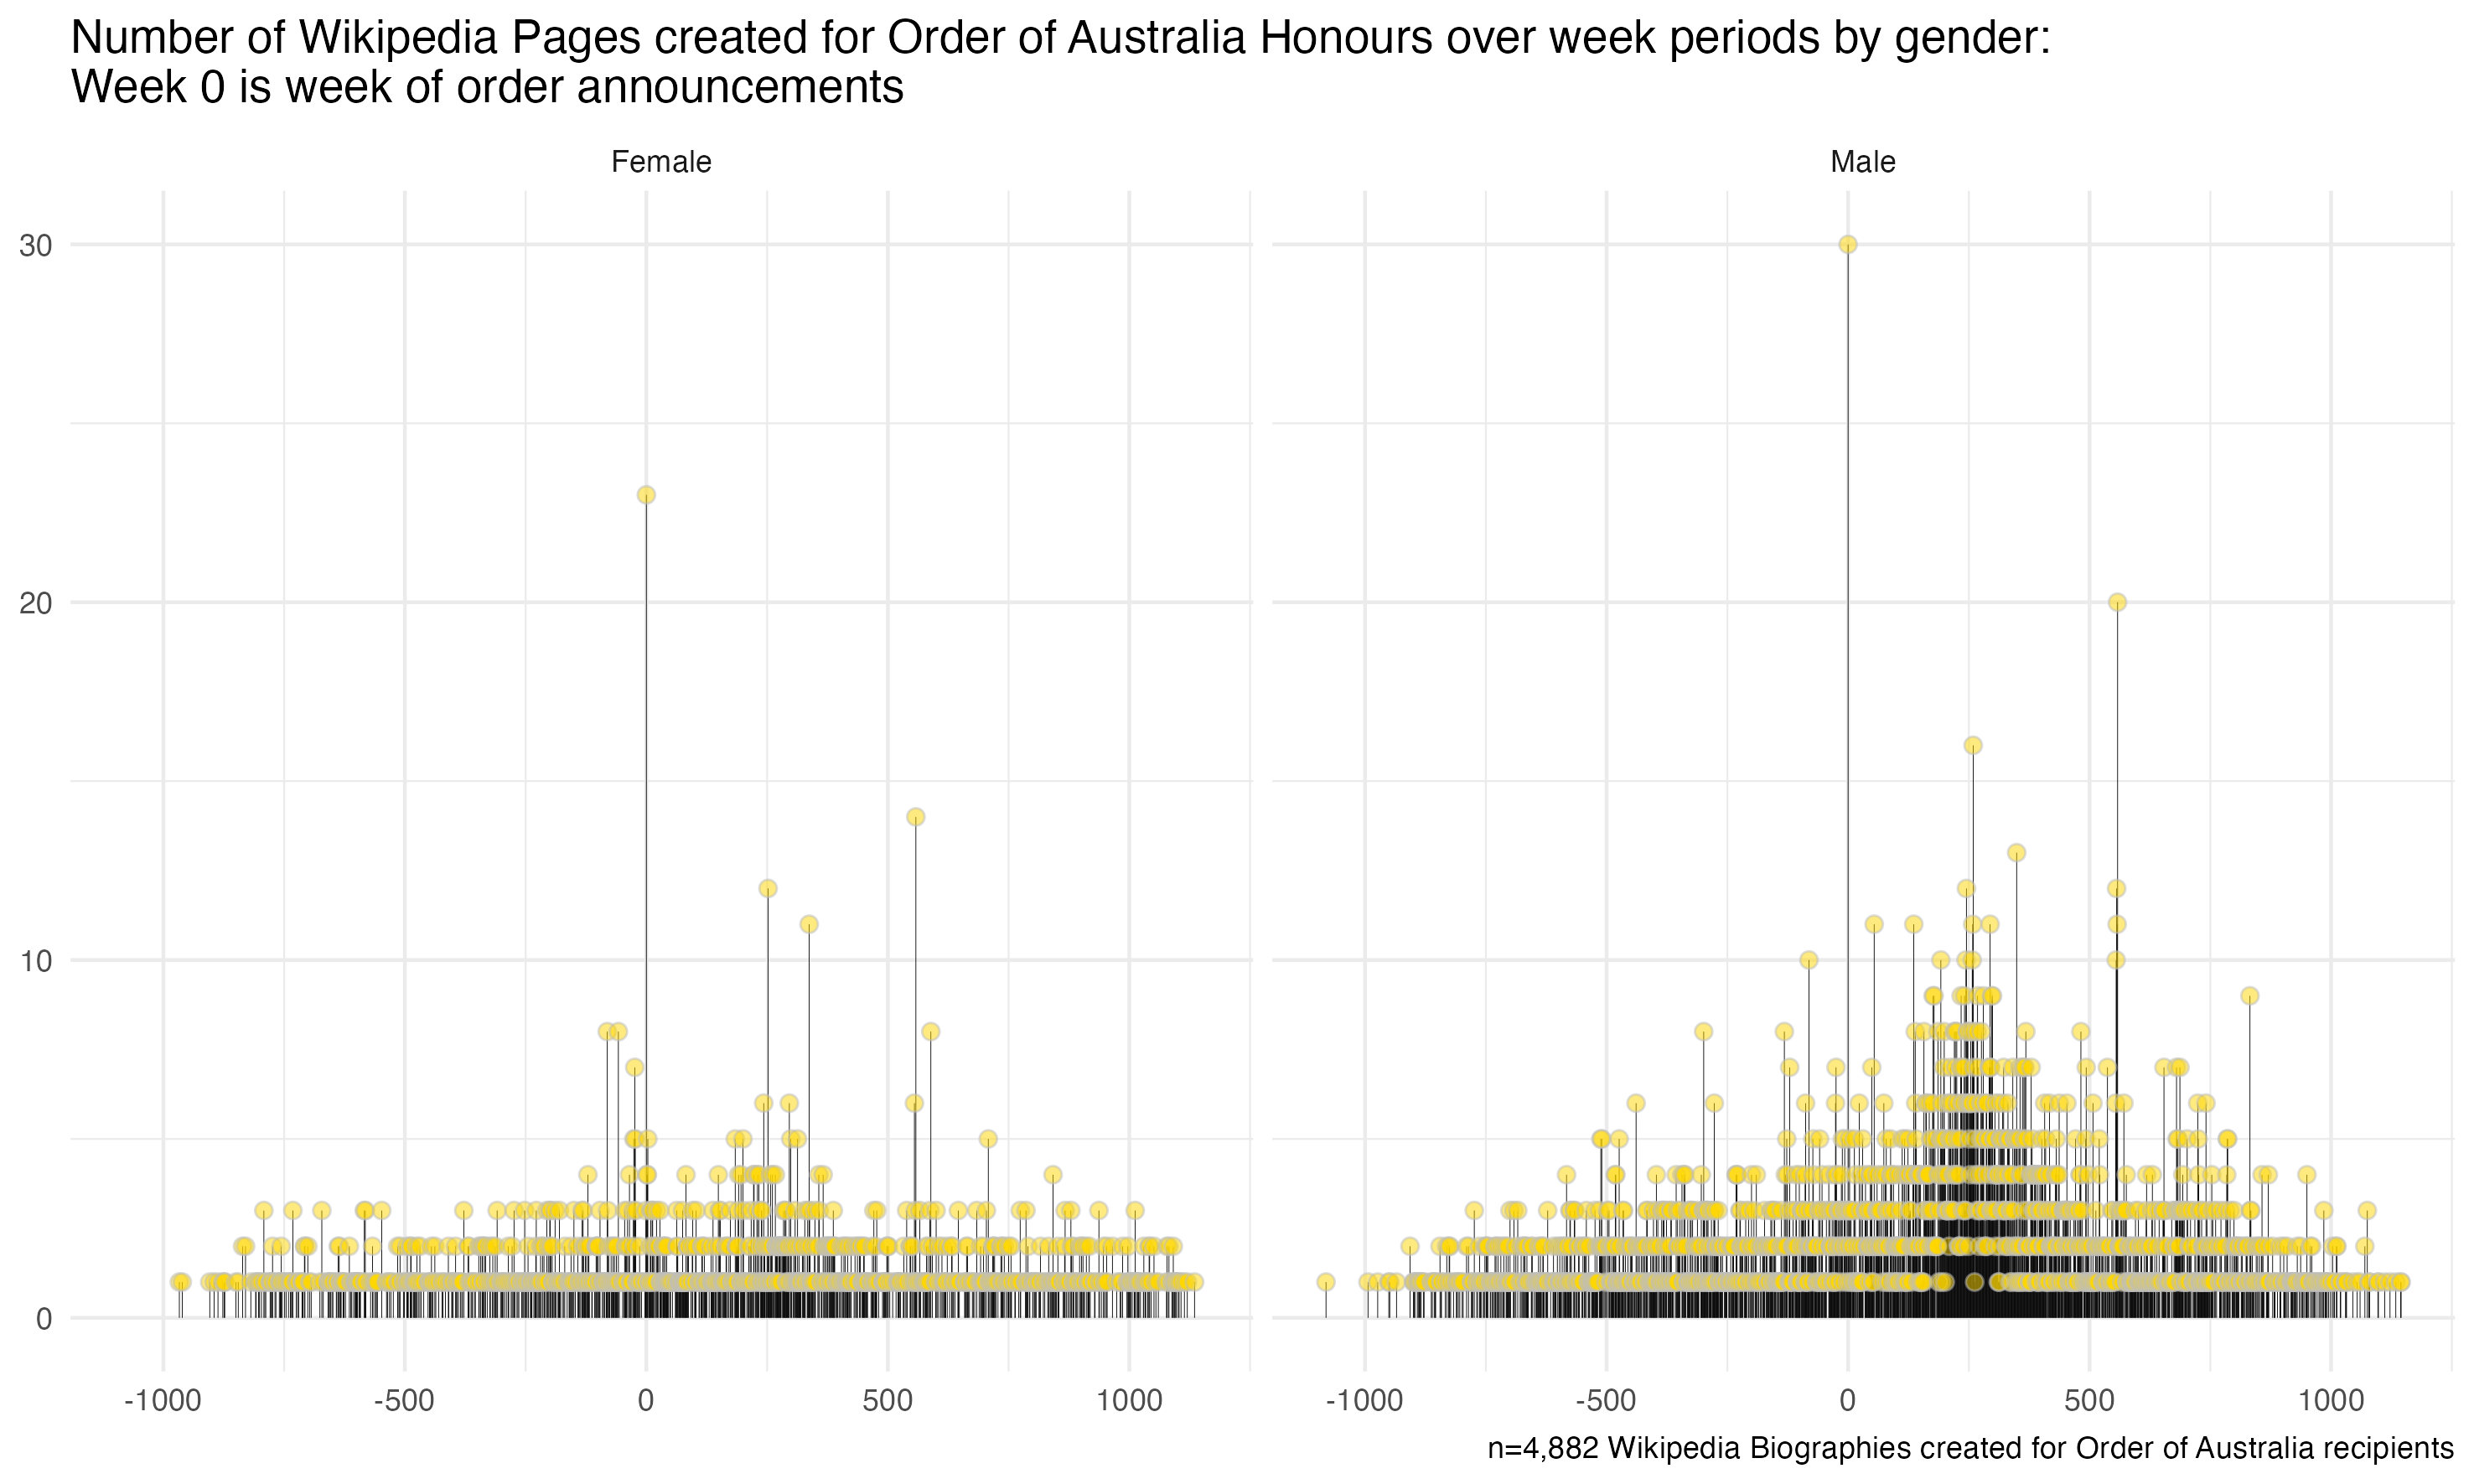 Number of Wikipedia Pages created for Order of Australia Honours over week periods by gender:
Week 0 is week of order announcements
Female
Male
30
20
10
0
-1000
-500
0
500
1000
-1000
-500
0
500
1000
n=4,882 Wikipedia Biographies created for Order of Australia recipients